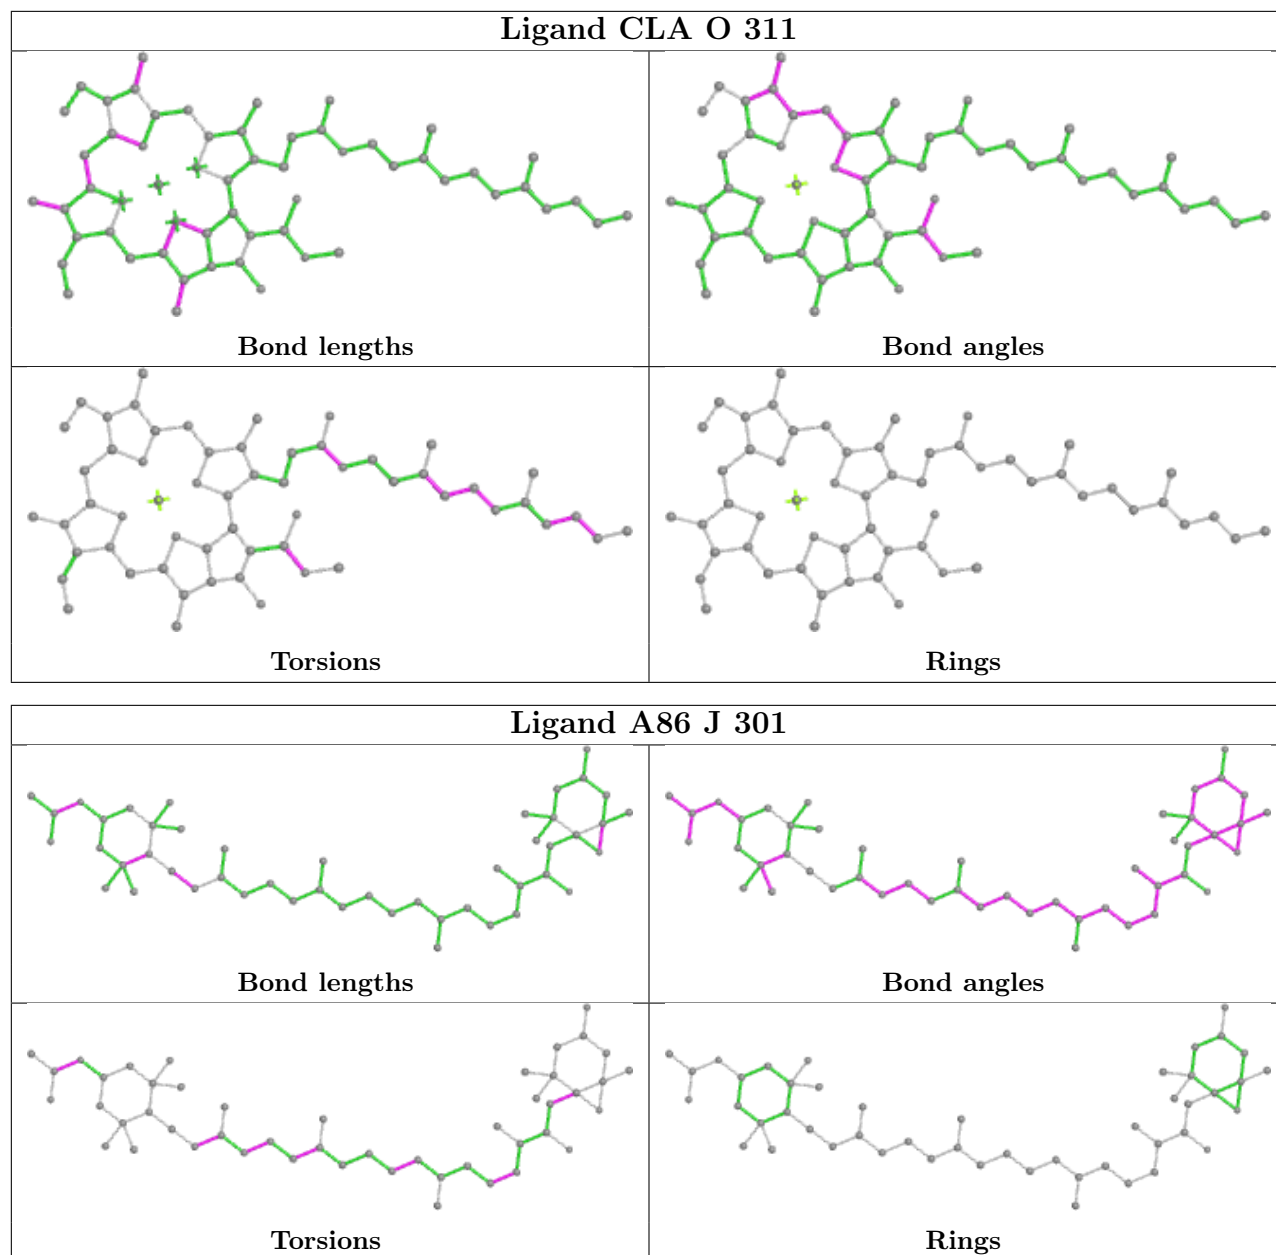 Ligand CLA O 311
Bond lengths
Bond angles
Torsions
Rings
Ligand A86 J 301
Bond lengths
Bond angles
Torsions
Rings